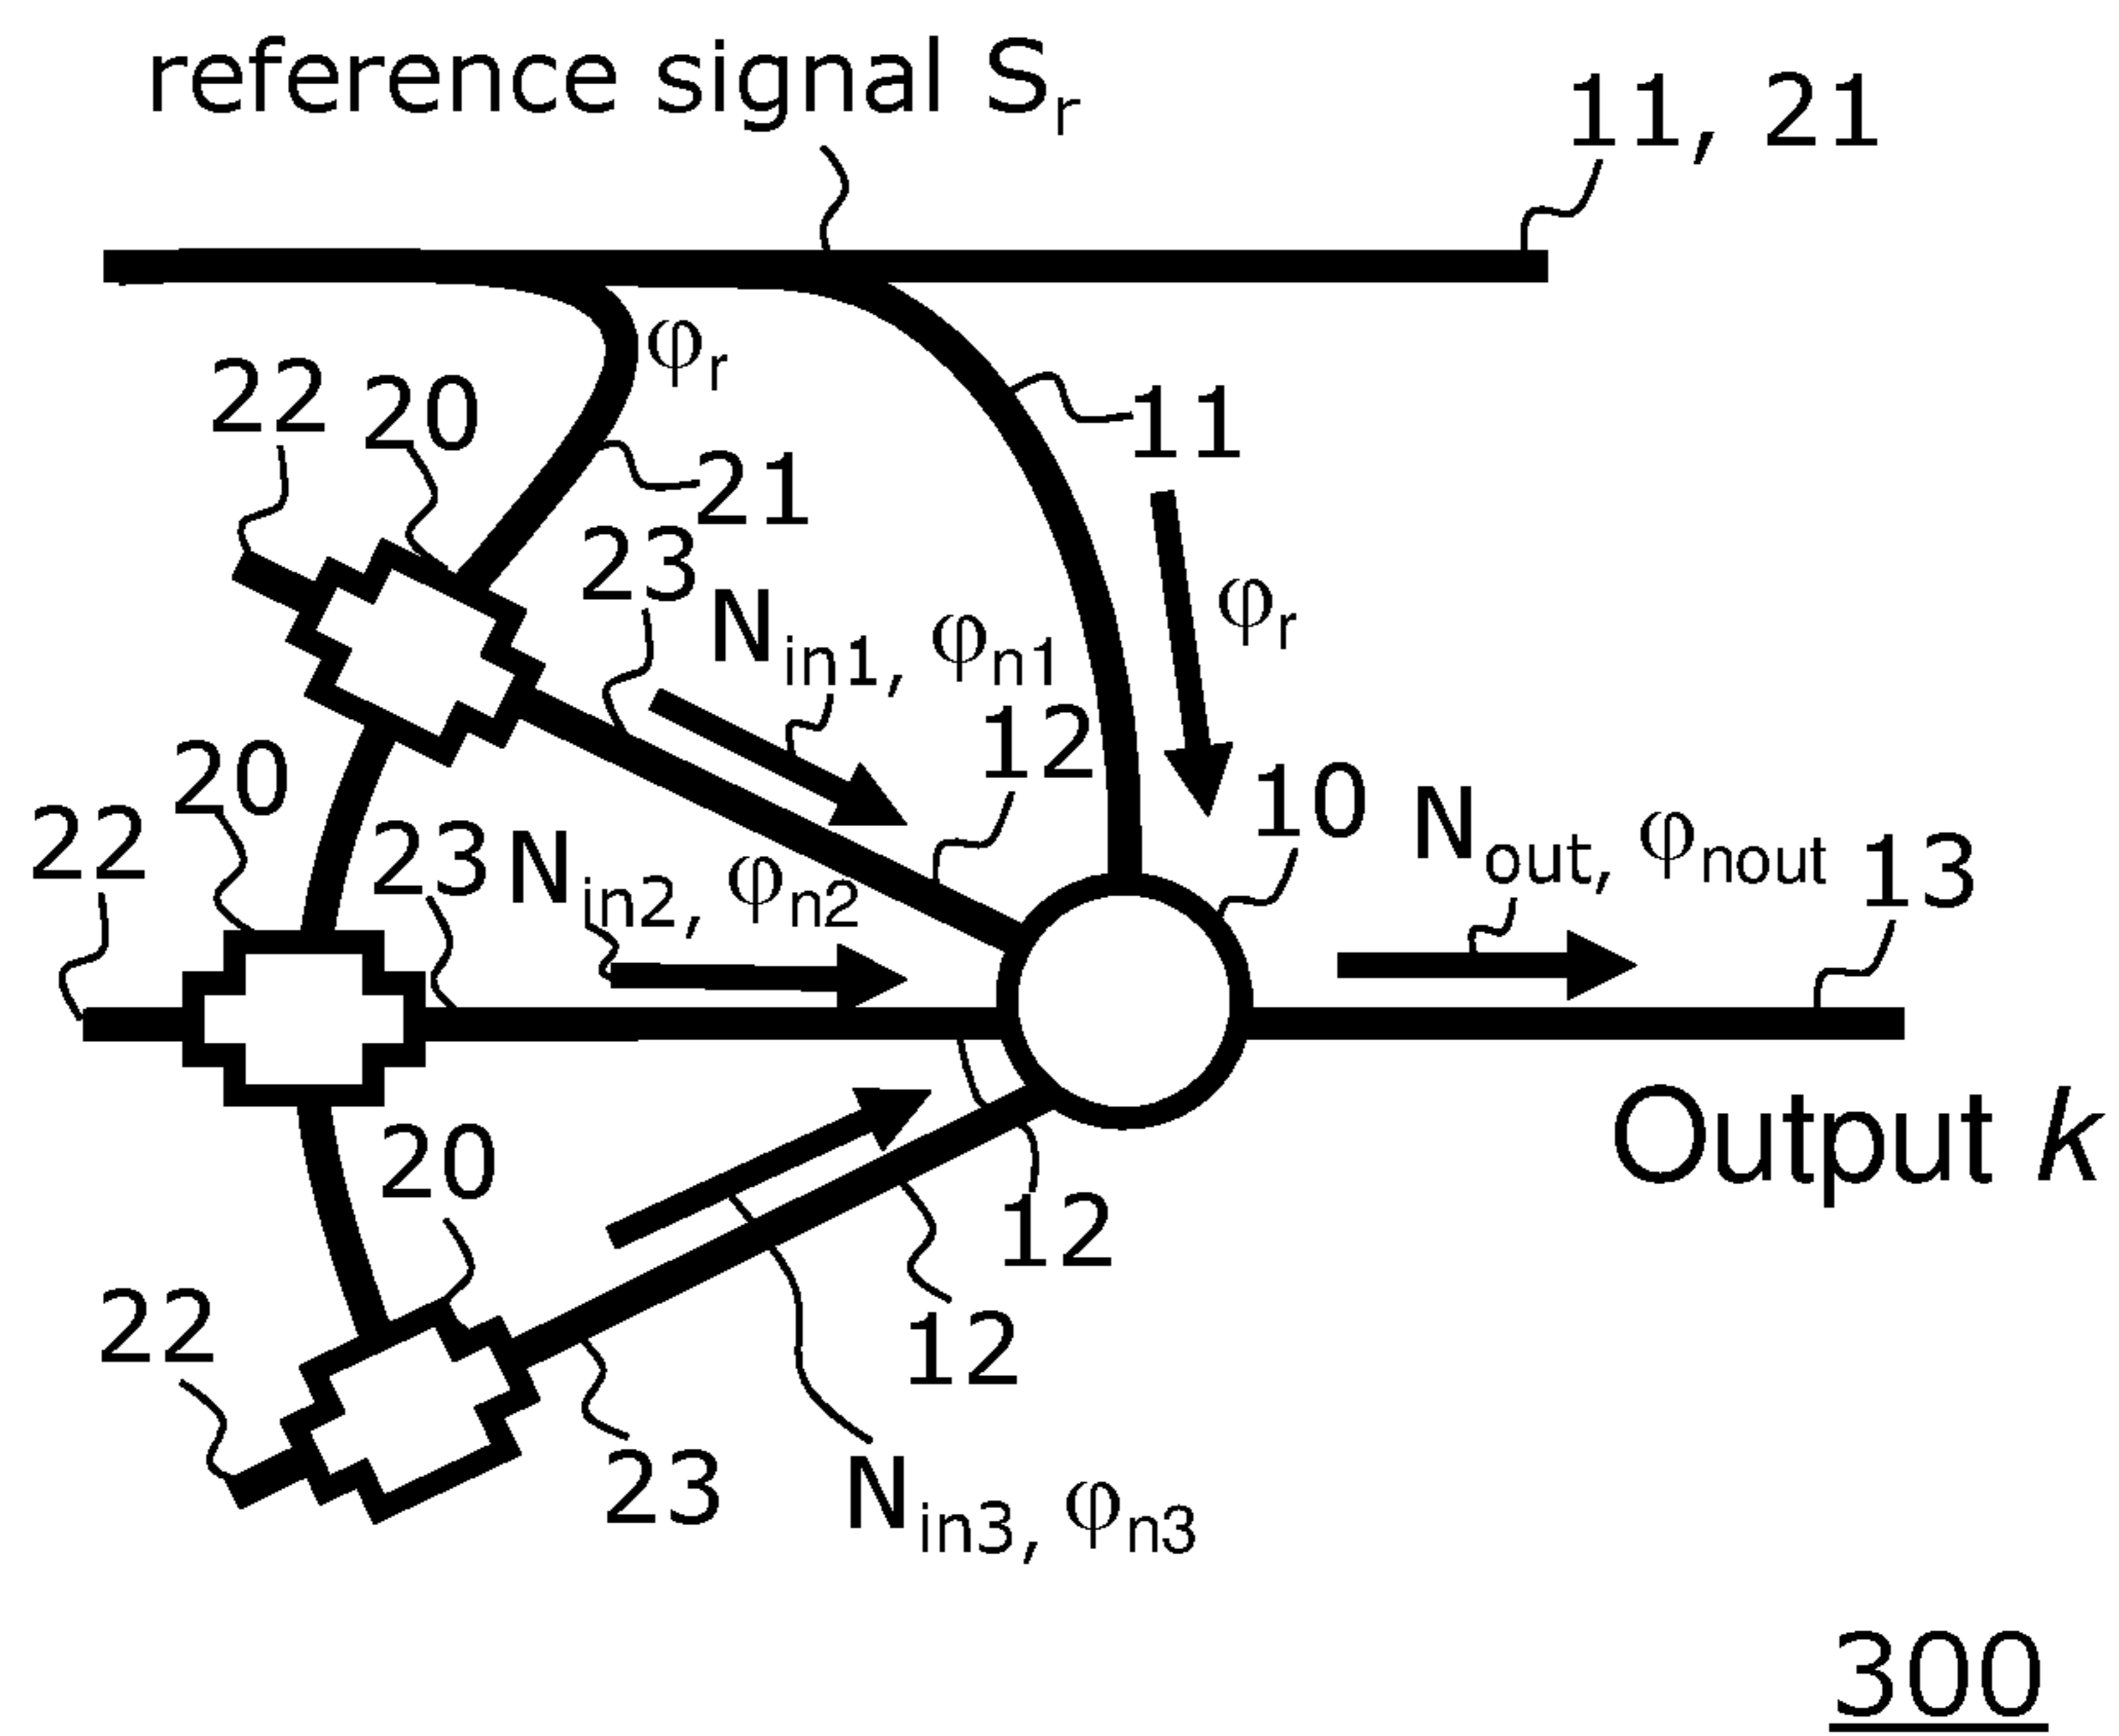 reference signal Sr
11, 21
φr
22
20
11
21
23
Nin1, φn1
φr
12
20
10
22
23
Nin2, φn2
Nout, φnout
13
Output k
20
12
22
12
23
Nin3, φn3
300